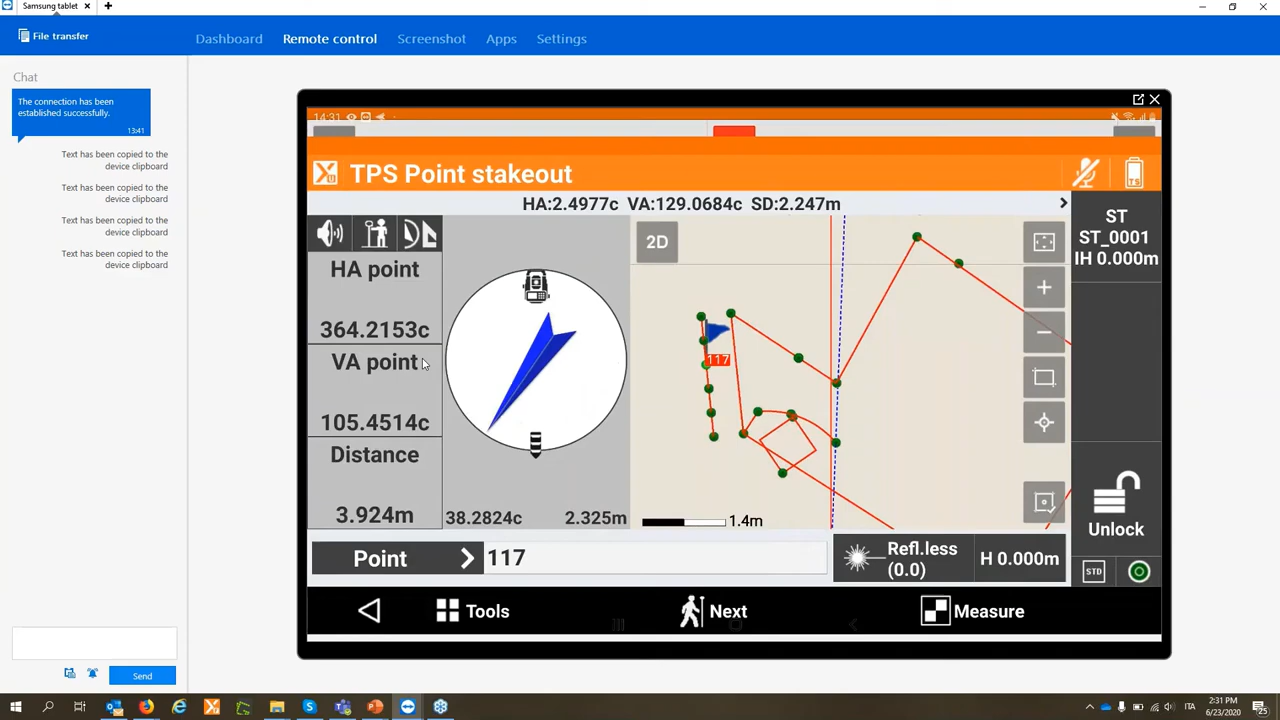 Samsung tablet
File transfer
Dashboard
Remote control
Screenshot
Apps
Settings
Chat
The connection has been
established successfully.
13:41
Text has been copied to the
device clipboard
Text has been copied to the
device clipboard
Text has been copied to the
device clipboard
Text has been copied to the
device clipboard
Send
14:31
TPS Point stakeout
TS
HA:2.4977c VA:129.0684c SD:2.247m
HA point
364.2153c
VA point
105.4514c
Distance
3.924m
38.2824c
2.325m
2D
117
1.4m
ST
ST_0001
IH 0.000m
Unlock
STD
Point
117
Refl.less
(0.0)
H 0.000m
Tools
Next
Measure
ITA
2:31 PM
6/23/2020
25